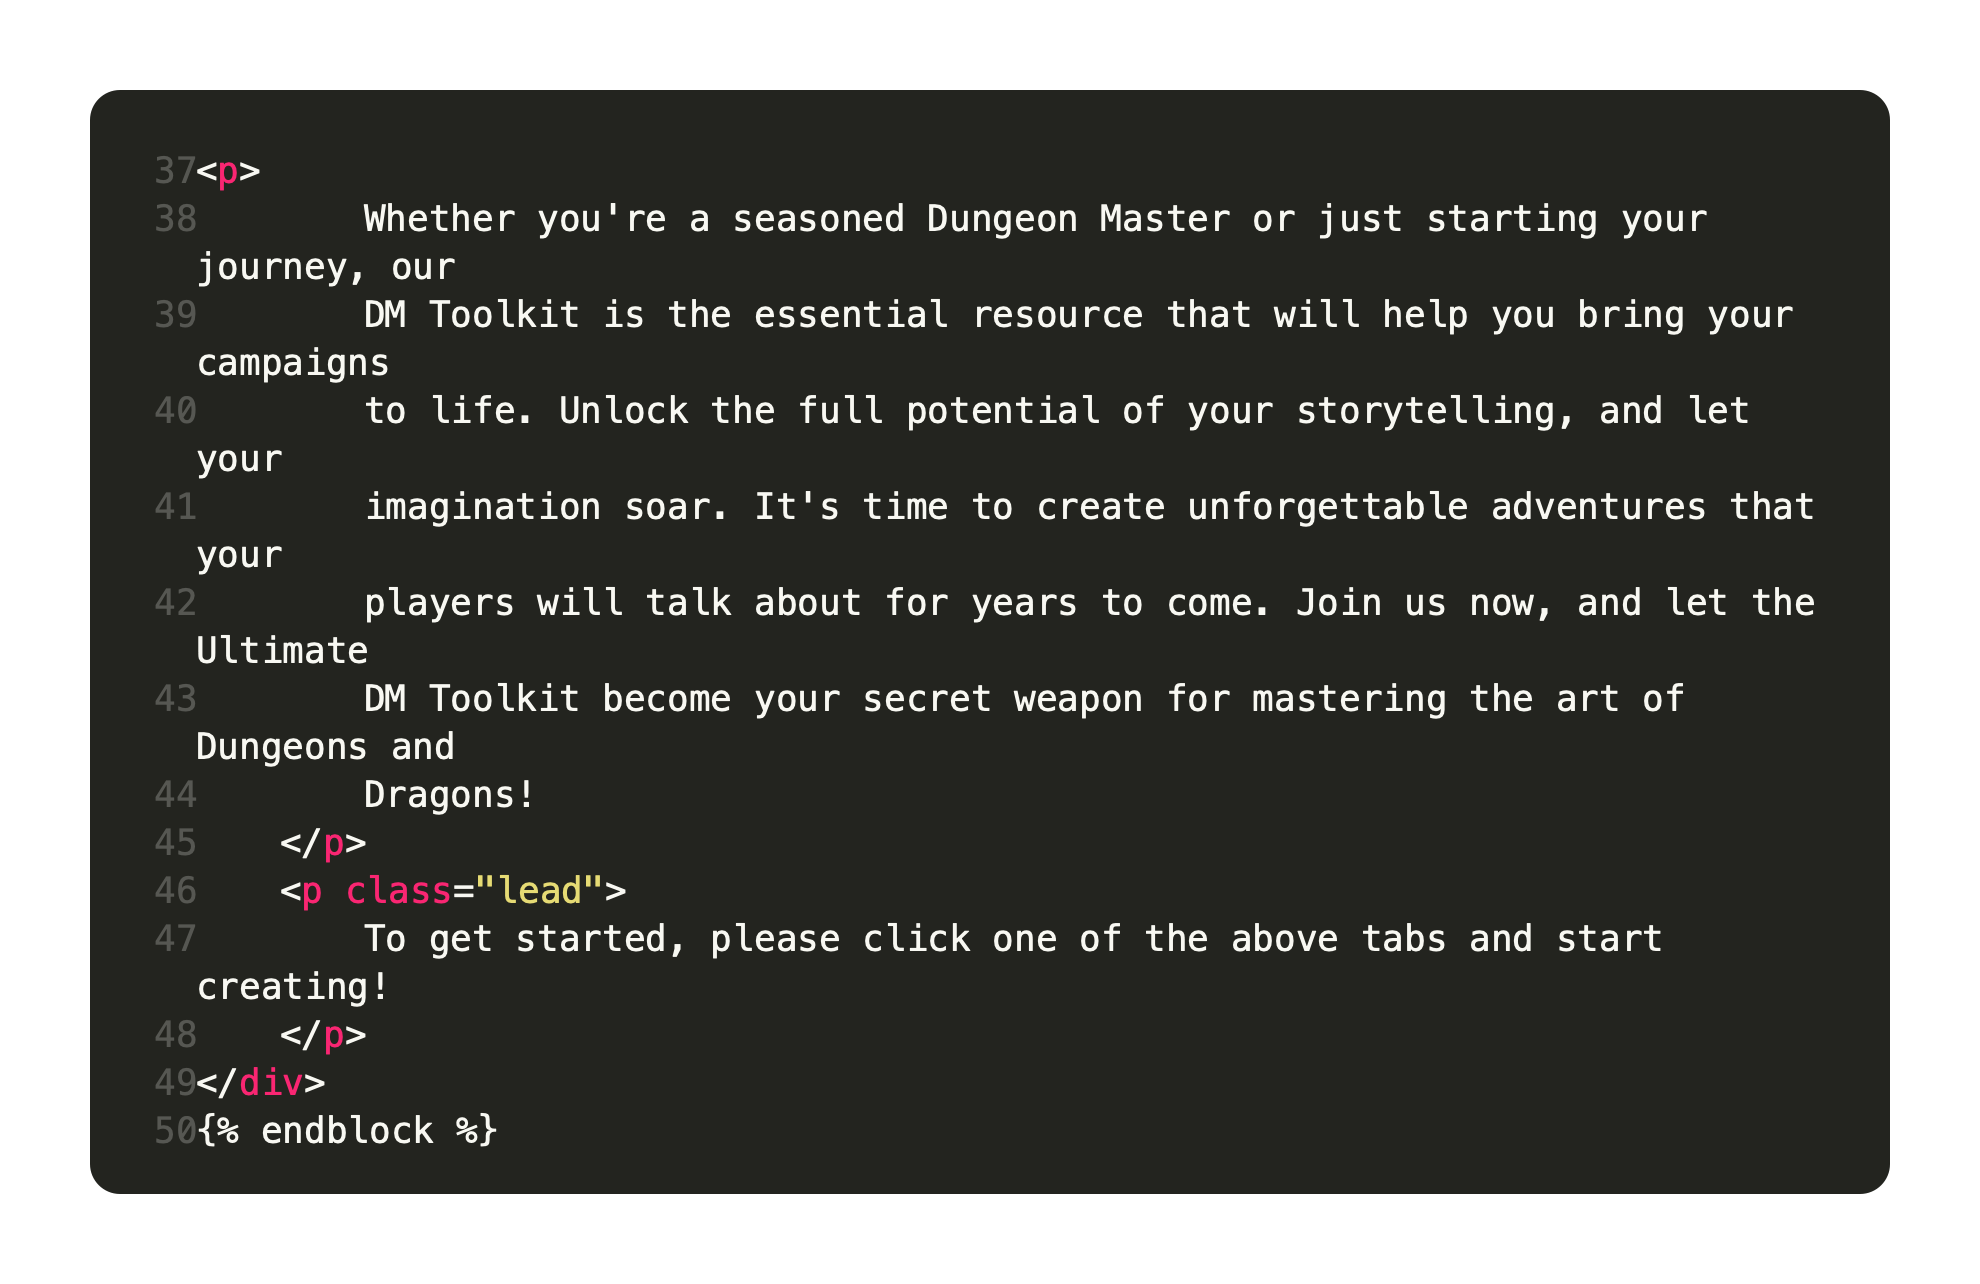 37<p>
38        Whether you're a seasoned Dungeon Master or just starting your
journey, our
39        DM Toolkit is the essential resource that will help you bring your
campaigns
40        to life. Unlock the full potential of your storytelling, and let
your
41        imagination soar. It's time to create unforgettable adventures that
your
42        players will talk about for years to come. Join us now, and let the
Ultimate
43        DM Toolkit become your secret weapon for mastering the art of
Dungeons and
44        Dragons!
45    </p>
46    <p class="lead">
47        To get started, please click one of the above tabs and start
creating!
48    </p>
49</div>
50{% endblock %}